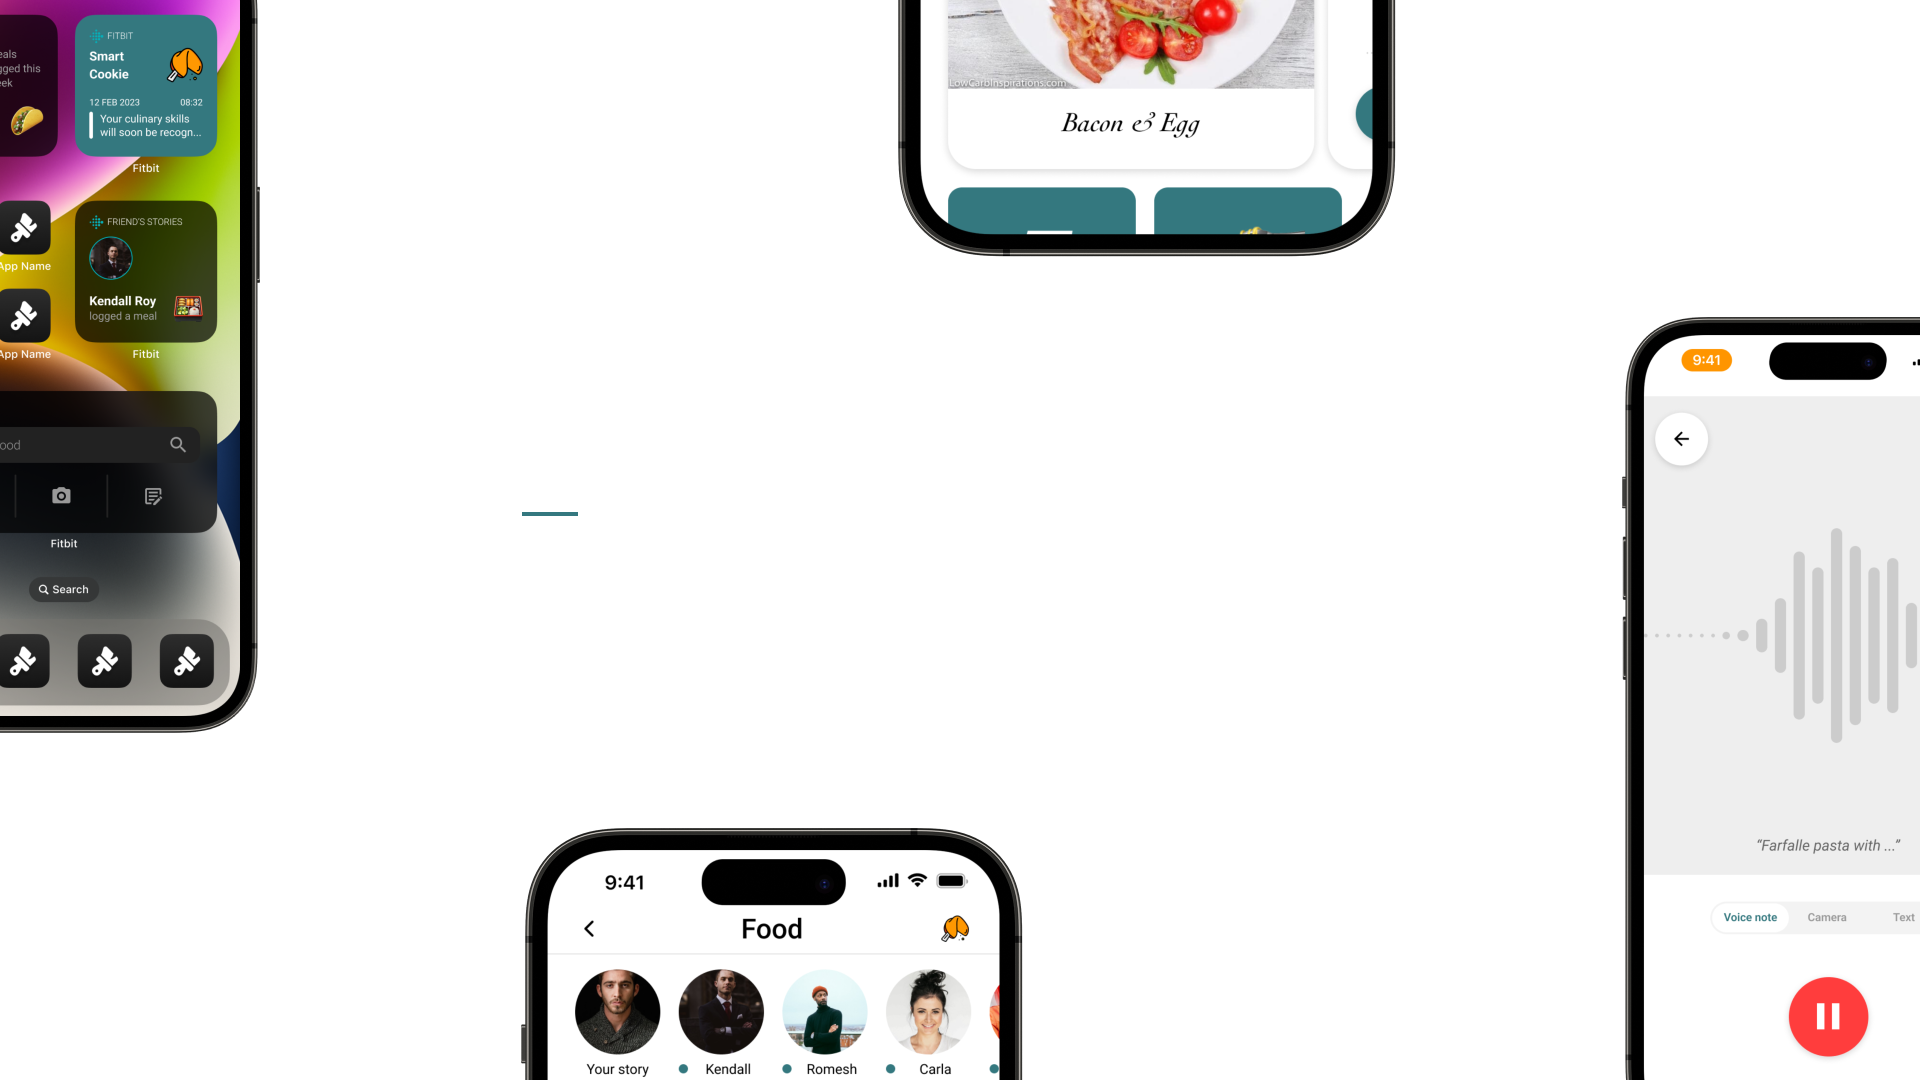 eals
gged this
eek
FITBIT
Smart
Cookie
12 FEB 2023 08:32
Your culinary skills
will soon be recogn...
Fitbit
App Name
FRIEND'S STORIES
Kendall Roy
logged a meal
App Name
Fitbit
ood
Fitbit
Search
LowCarbInspirations.com
Bacon & Egg
9:41
“Farfalle pasta with ...”
Voice note Camera Text
9:41
Food
Your story Kendall Romesh Carla